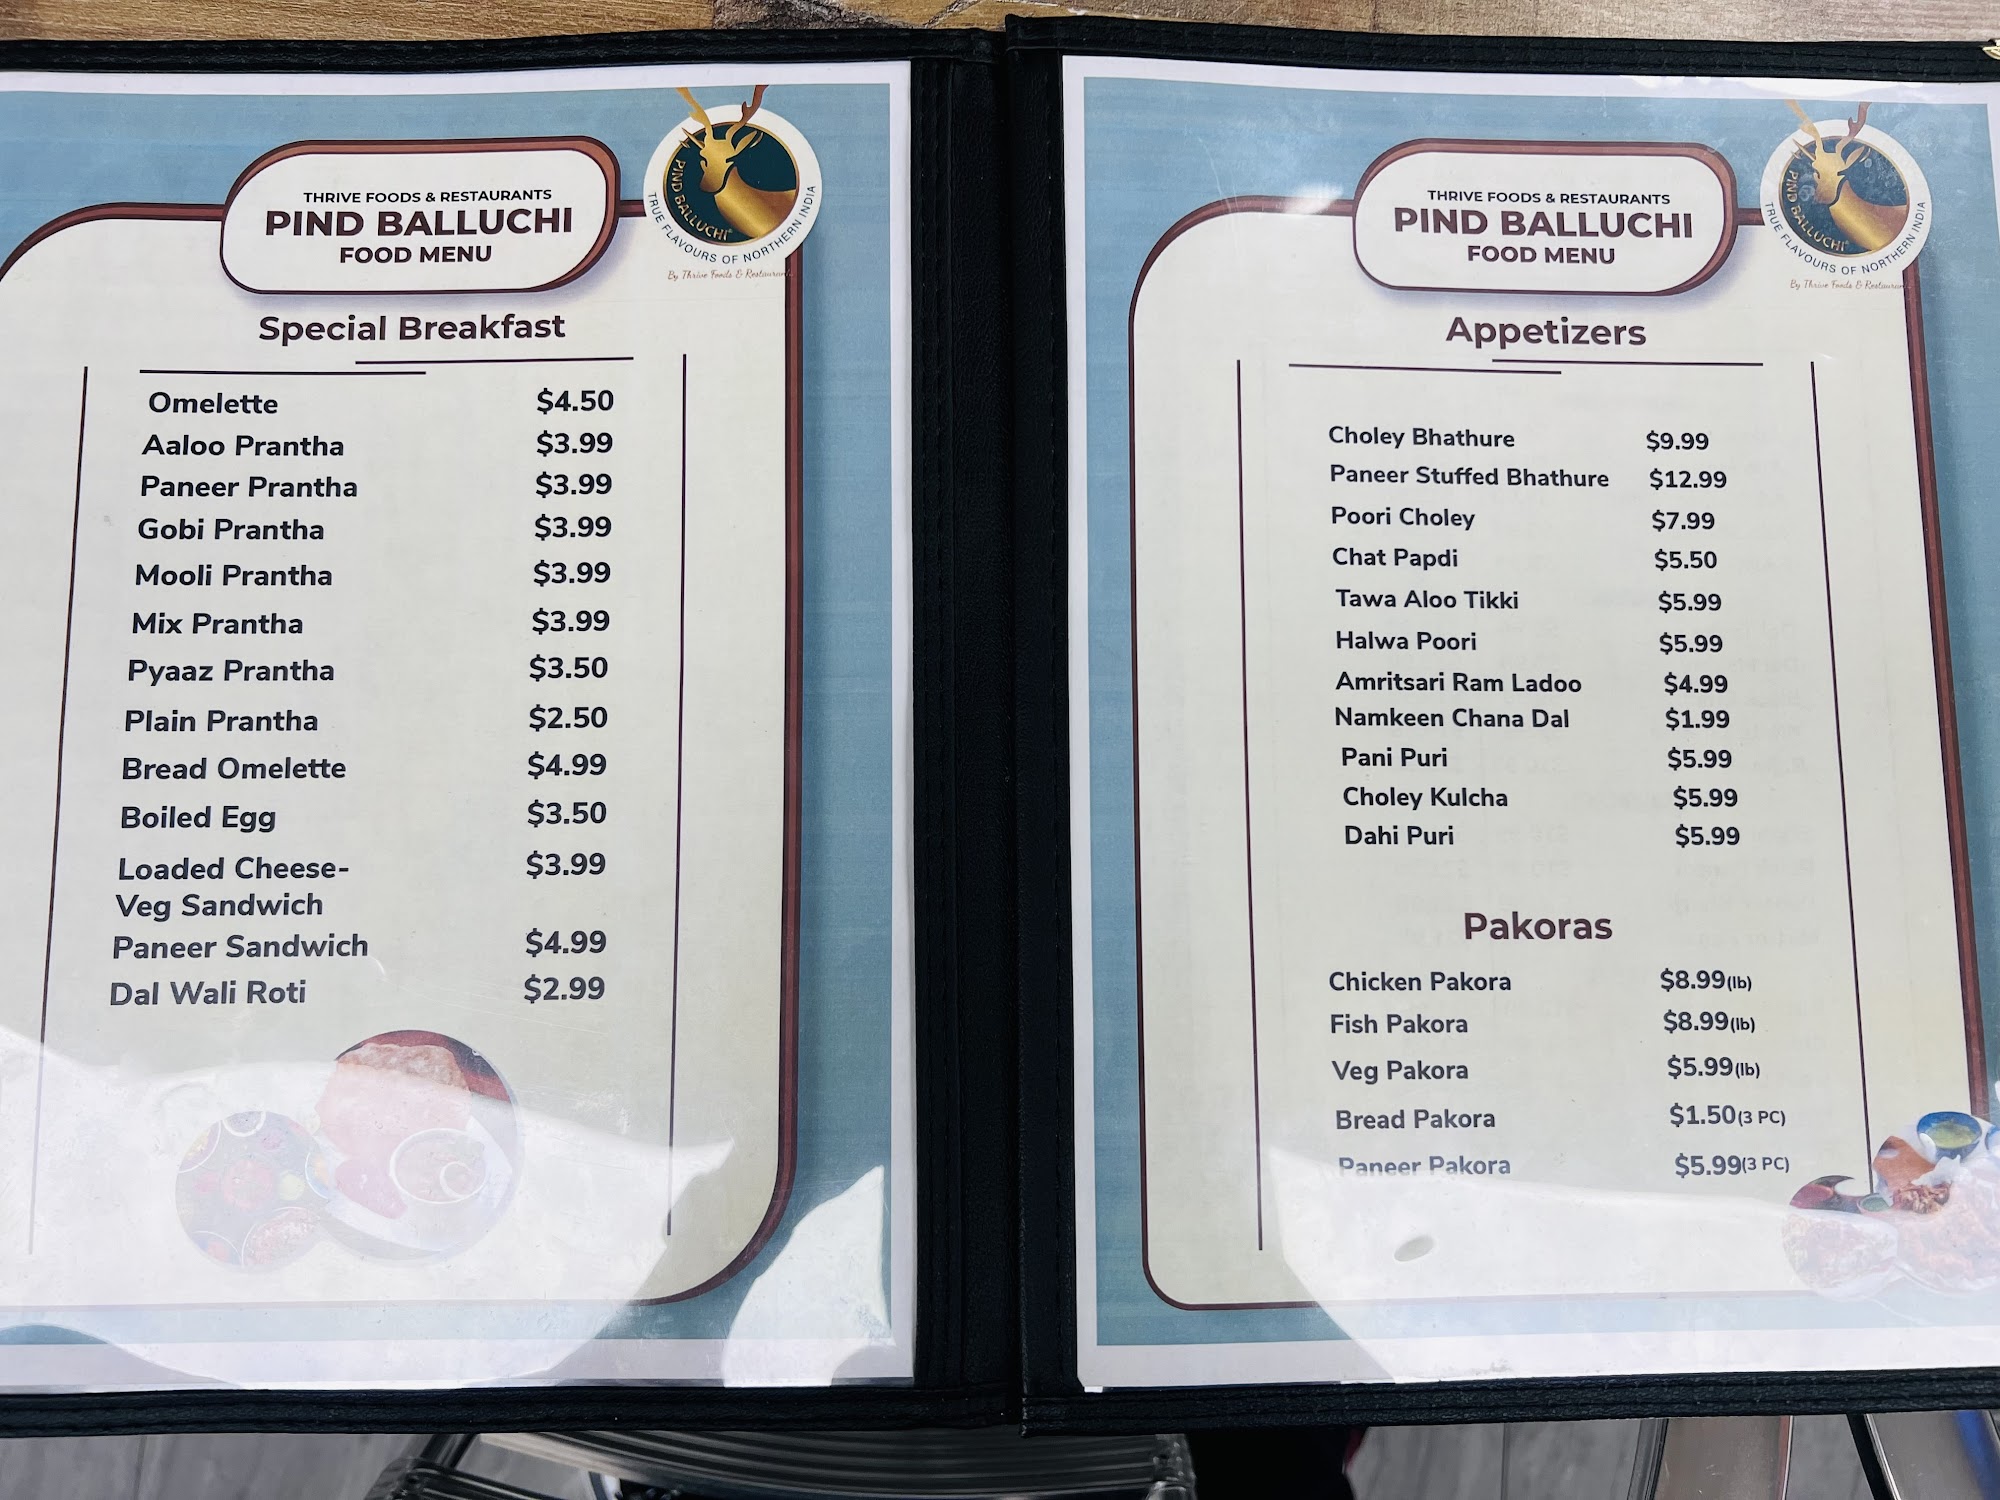 THRIVE FOODS & RESTAURANTS
PIND BALLUCHI
FOOD MENU
PIND BALLUCHI
TRUE FLAVOURS OF NORTHERN INDIA
By Thrive Foods & Restaurants
Special Breakfast
Omelette $4.50
Aaloo Prantha $3.99
Paneer Prantha $3.99
Gobi Prantha $3.99
Mooli Prantha $3.99
Mix Prantha $3.99
Pyaaz Prantha $3.50
Plain Prantha $2.50
Bread Omelette $4.99
Boiled Egg $3.50
Loaded Cheese- $3.99
Veg Sandwich
Paneer Sandwich $4.99
Dal Wali Roti $2.99
THRIVE FOODS & RESTAURANTS
PIND BALLUCHI
FOOD MENU
PIND BALLUCHI
TRUE FLAVOURS OF NORTHERN INDIA
By Thrive Foods & Restaurants
Appetizers
Choley Bhathure $9.99
Paneer Stuffed Bhathure $12.99
Poori Choley $7.99
Chat Papdi $5.50
Tawa Aloo Tikki $5.99
Halwa Poori $5.99
Amritsari Ram Ladoo $4.99
Namkeen Chana Dal $1.99
Pani Puri $5.99
Choley Kulcha $5.99
Dahi Puri $5.99
Pakoras
Chicken Pakora $8.99(lb)
Fish Pakora $8.99(lb)
Veg Pakora $5.99(lb)
Bread Pakora $1.50(3 PC)
Paneer Pakora $5.99(3 PC)